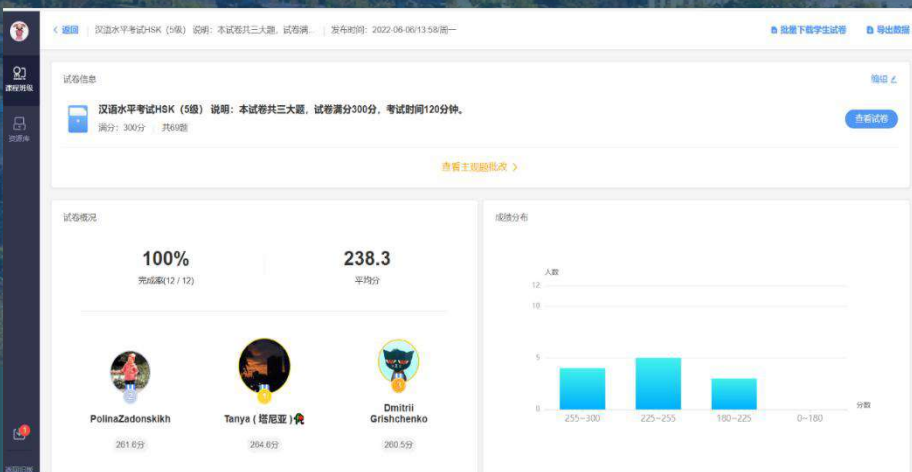 < 返回 汉语水平考试HSK（5级） 说明：本试卷共三大题，试卷满... 发布时间：2022-06-06/13:58/周一
批量下载学生试卷 导出数据
课程班级
资源库
试卷信息
编辑
汉语水平考试HSK（5级） 说明：本试卷共三大题，试卷满分300分，考试时间120分钟。
满分：300分 共69题
查看试卷
查看主观题批改 >
试卷概况
100%
完成率(12 / 12)
238.3
平均分
PolinaZadonskikh
261.6分
Tanya ( 塔尼亚 )
264.6分
Dmitrii
Grishchenko
260.5分
成绩分布
人数
12
10
5
0
255~300 225~255 180~225 0~180
分数